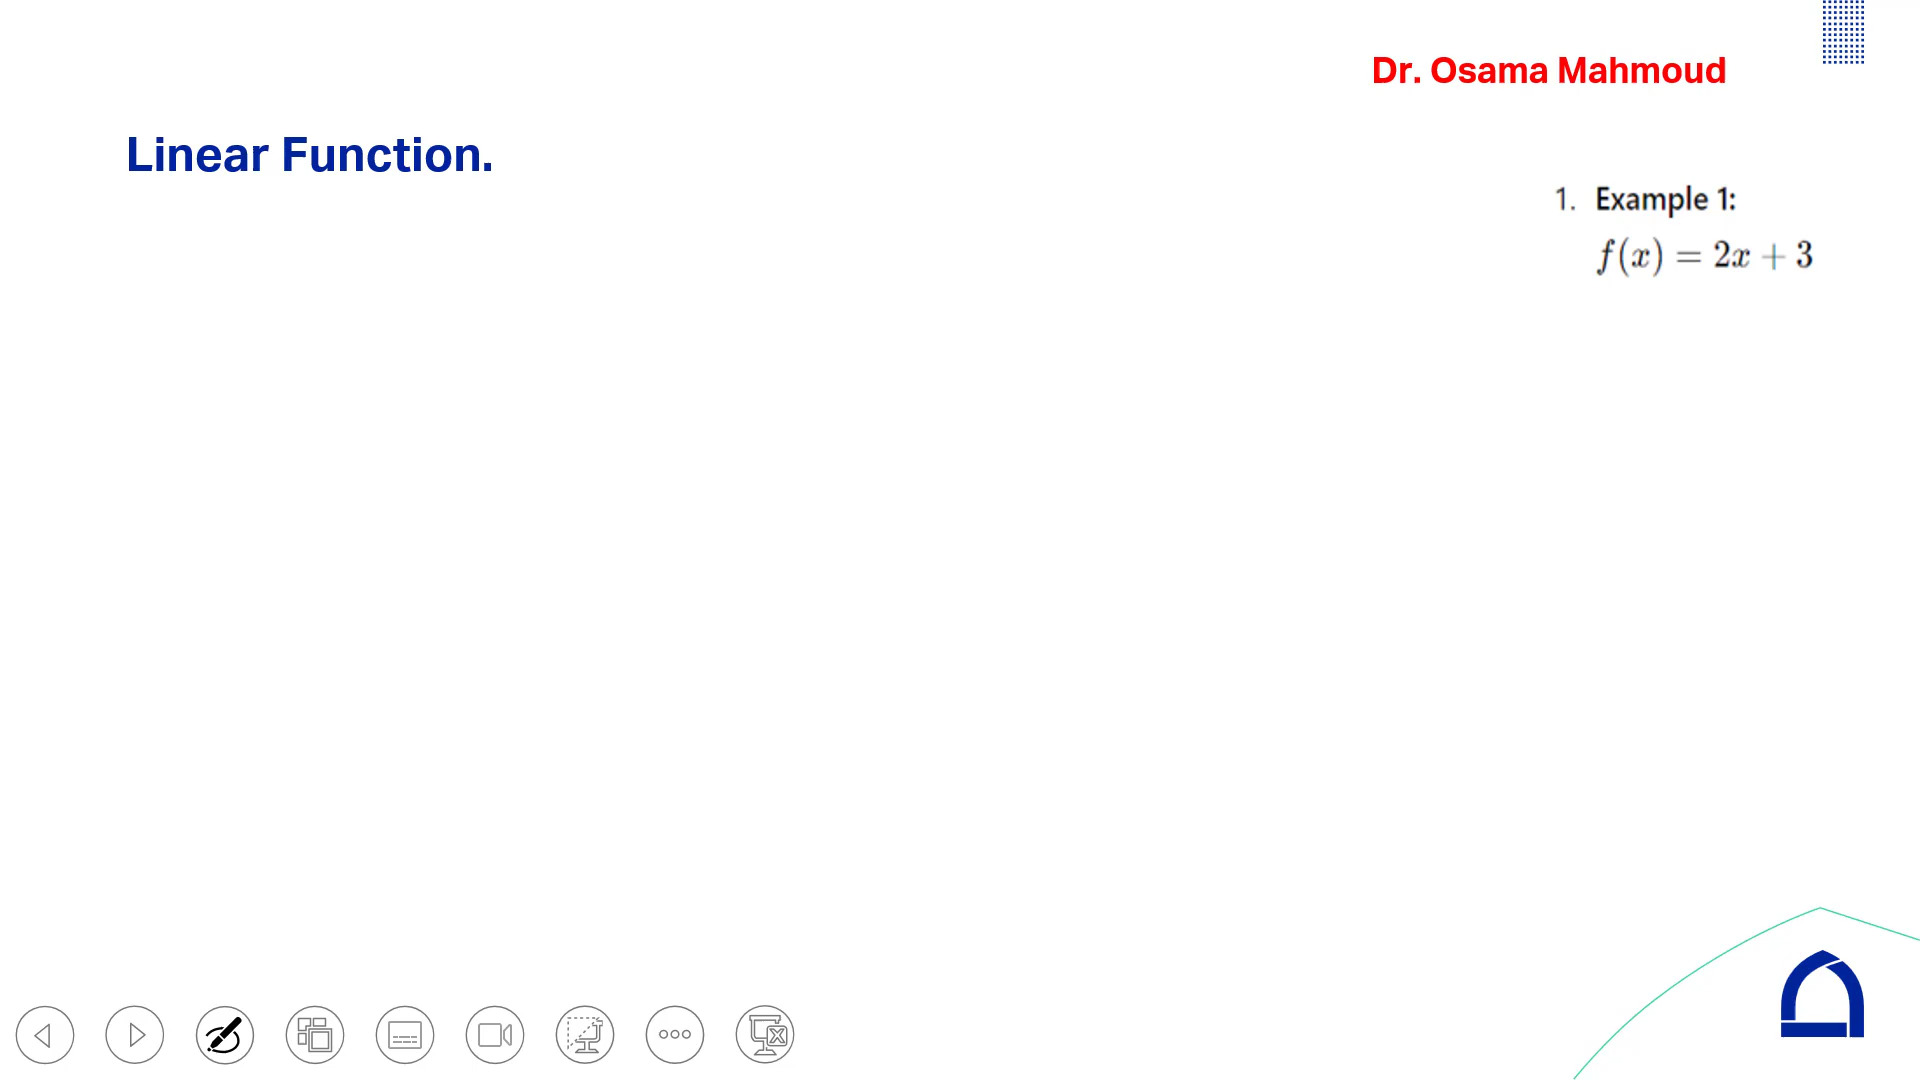 Dr. Osama Mahmoud
Linear Function.
1. Example 1:
f(x) = 2x + 3